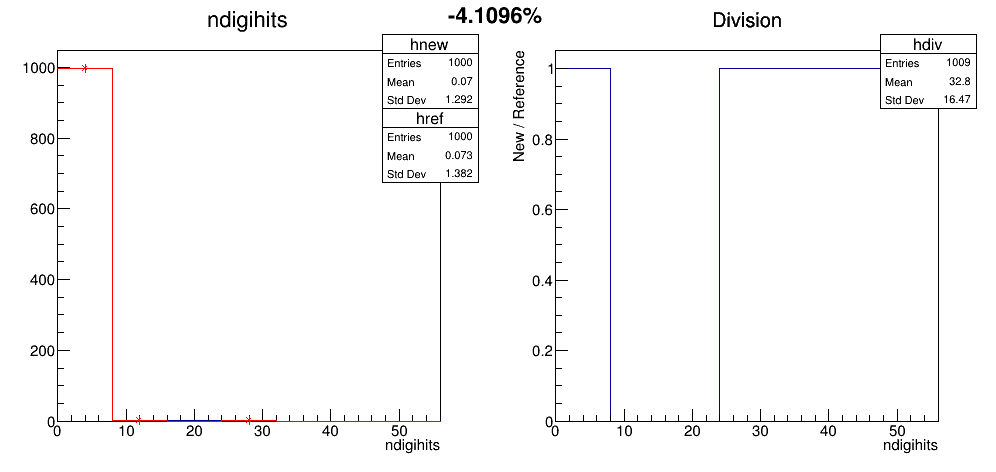 -4.1096%
ndigihits
hnew
Entries 1000
Mean 0.07
Std Dev 1.292
href
Entries 1000
Mean 0.073
Std Dev 1.382
1000
800
600
400
200
0
0 10 20 30 40 50
ndigihits
Division
hdiv
Entries 1009
Mean 32.8
Std Dev 16.47
New / Reference
1
0.8
0.6
0.4
0.2
0
0 10 20 30 40 50
ndigihits